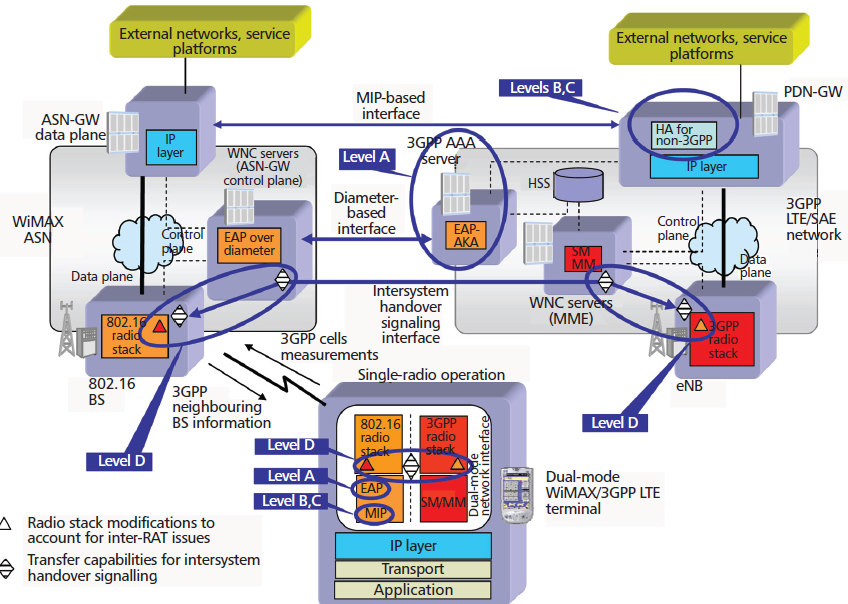 External networks, service
platforms
External networks, service
platforms
ASN-GW
data plane
IP
layer
MIP-based
interface
Levels B,C
PDN-GW
HA for
non-3GPP
IP layer
WNC servers
(ASN-GW
control plane)
Level A
3GPP AAA
server
HSS
WiMAX
ASN
Control
plane
EAP over
diameter
Diameter-
based
interface
EAP-
AKA
SM
MM
Control
plane
3GPP
LTE/SAE
network
Data plane
Data
plane
802.16
radio
stack
Intersystem
handover
signaling
interface
WNC servers
(MME)
3GPP
radio
stack
802.16
BS
3GPP cells
measurements
eNB
3GPP
neighbouring
BS information
Single-radio operation
Level D
Level D
Level D
Level A
Level B,C
802.16
radio
stack
3GPP
radio
stack
EAP
MIP
SM/MM
Dual-mode
network interface
Dual-mode
WiMAX/3GPP LTE
terminal
IP layer
Transport
Application
Radio stack modifications to
account for inter-RAT issues
Transfer capabilities for intersystem
handover signalling